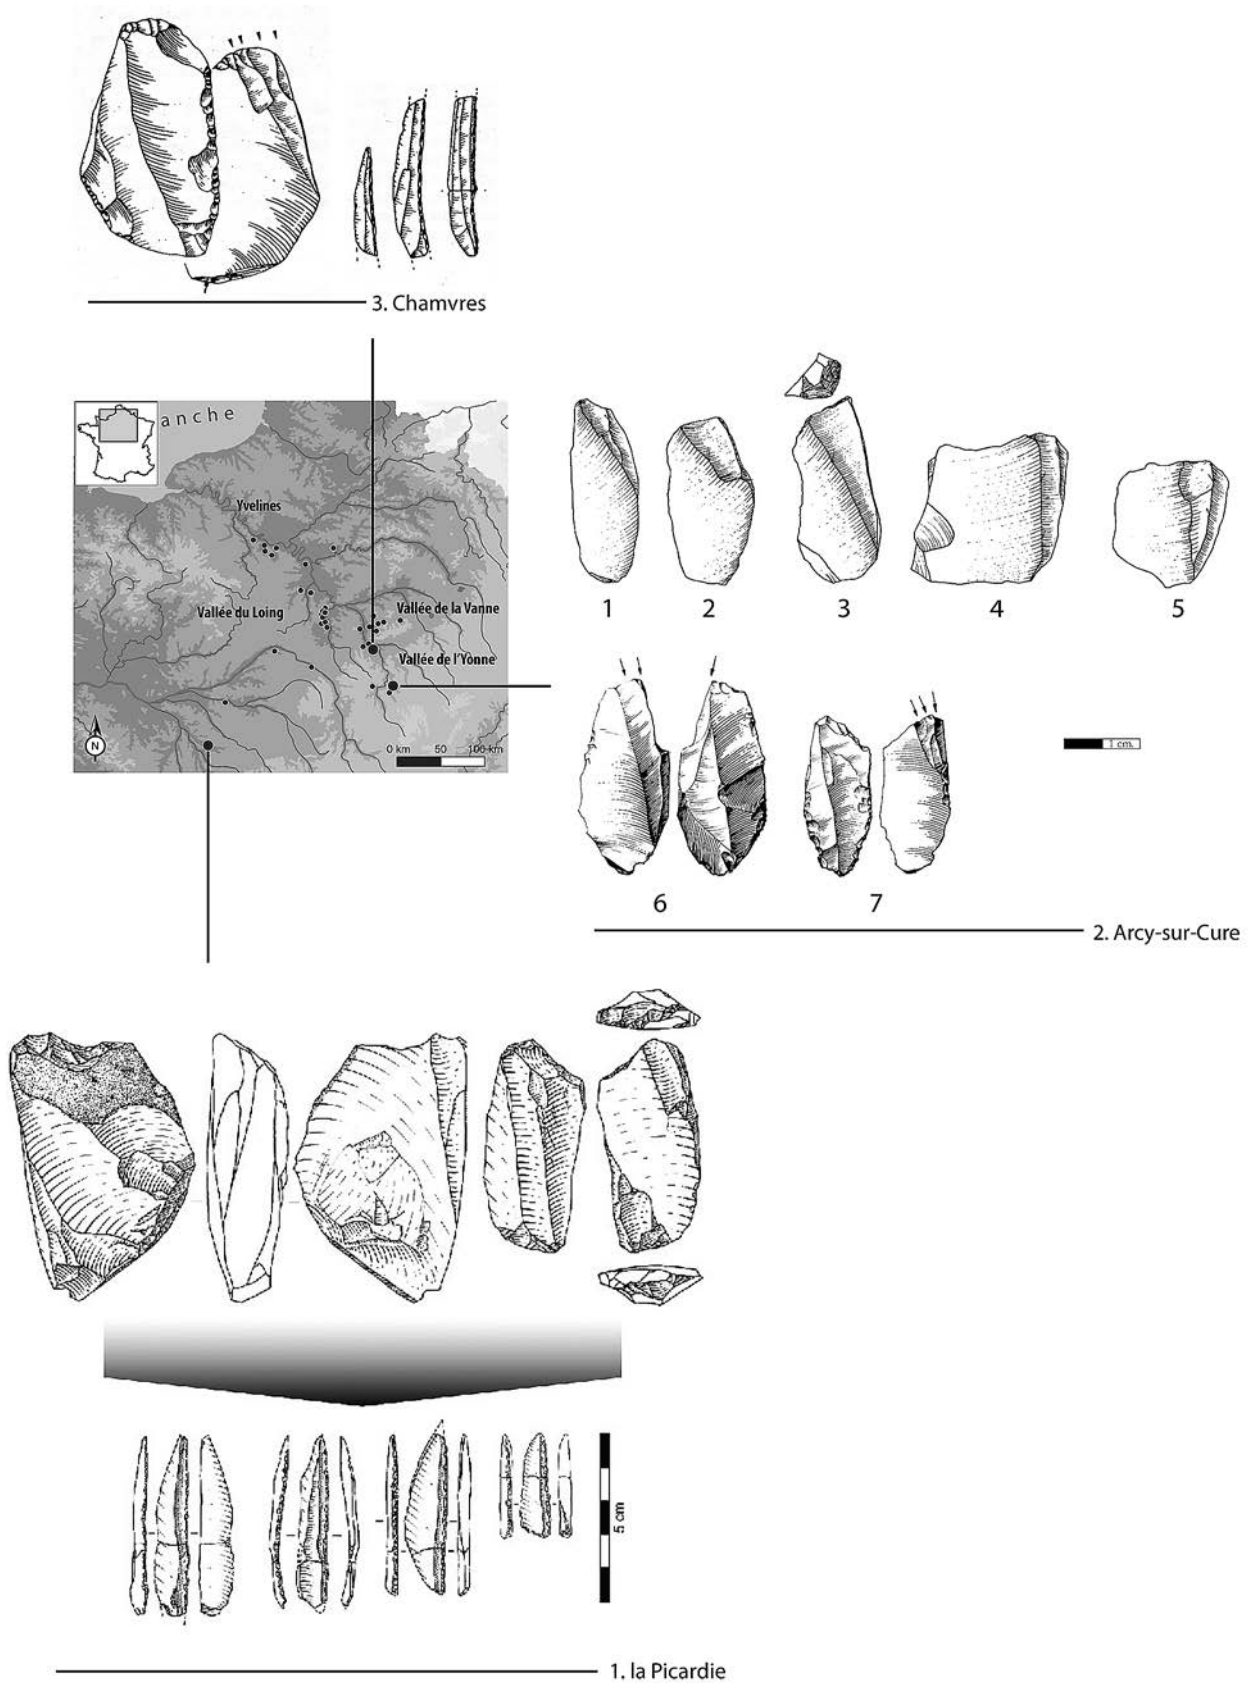 3. Chamvres
anche
Yvelines
Vallée du Loing
Vallée de la Vanne
Vallée de l'Yonne
N
0 km 50 100 km
1 2 3 4 5
1 cm.
6 7
2. Arcy-sur-Cure
5 cm
1. la Picardie